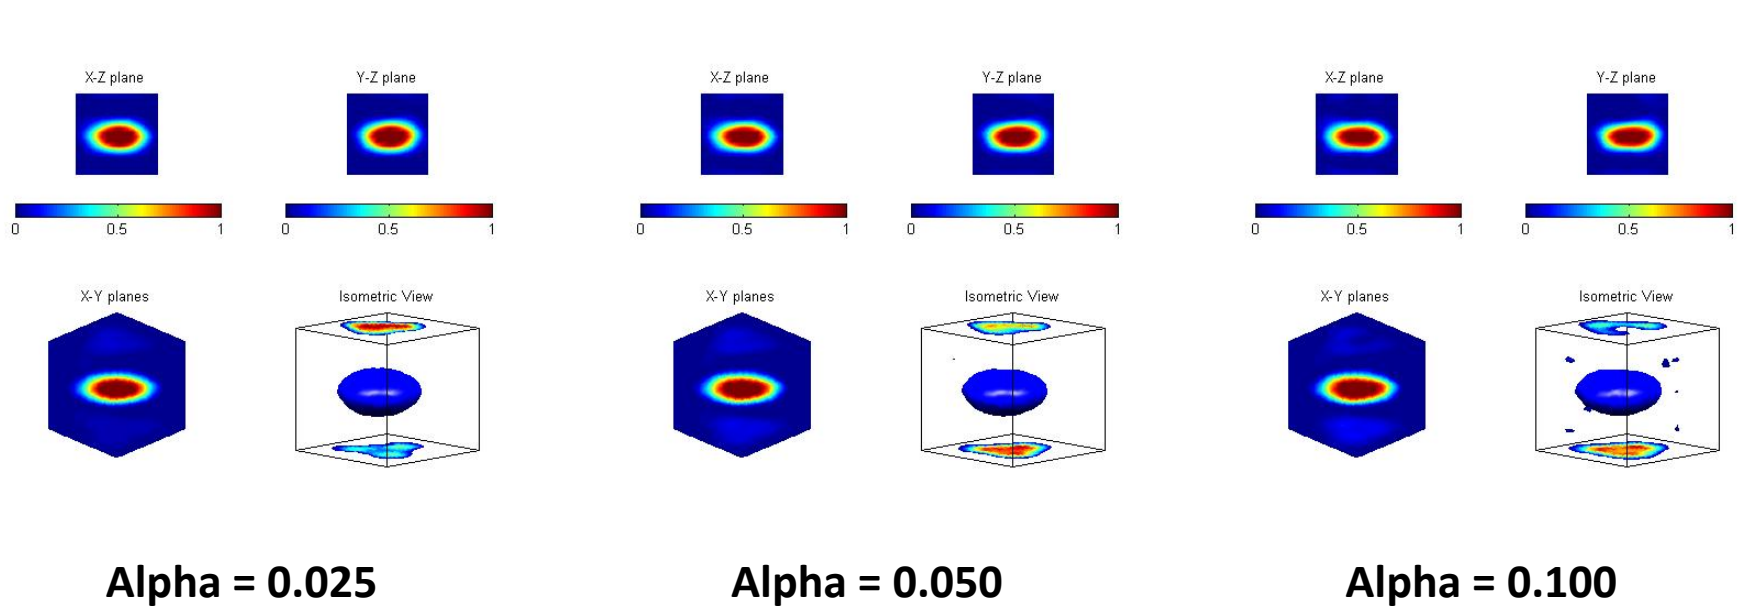 X-Z plane
Y-Z plane
X-Z plane
Y-Z plane
X-Z plane
Y-Z plane
0 0.5 1
0 0.5 1
0 0.5 1
0 0.5 1
0 0.5 1
0 0.5 1
X-Y planes
Isometric View
X-Y planes
Isometric View
X-Y planes
Isometric View
Alpha = 0.025
Alpha = 0.050
Alpha = 0.100